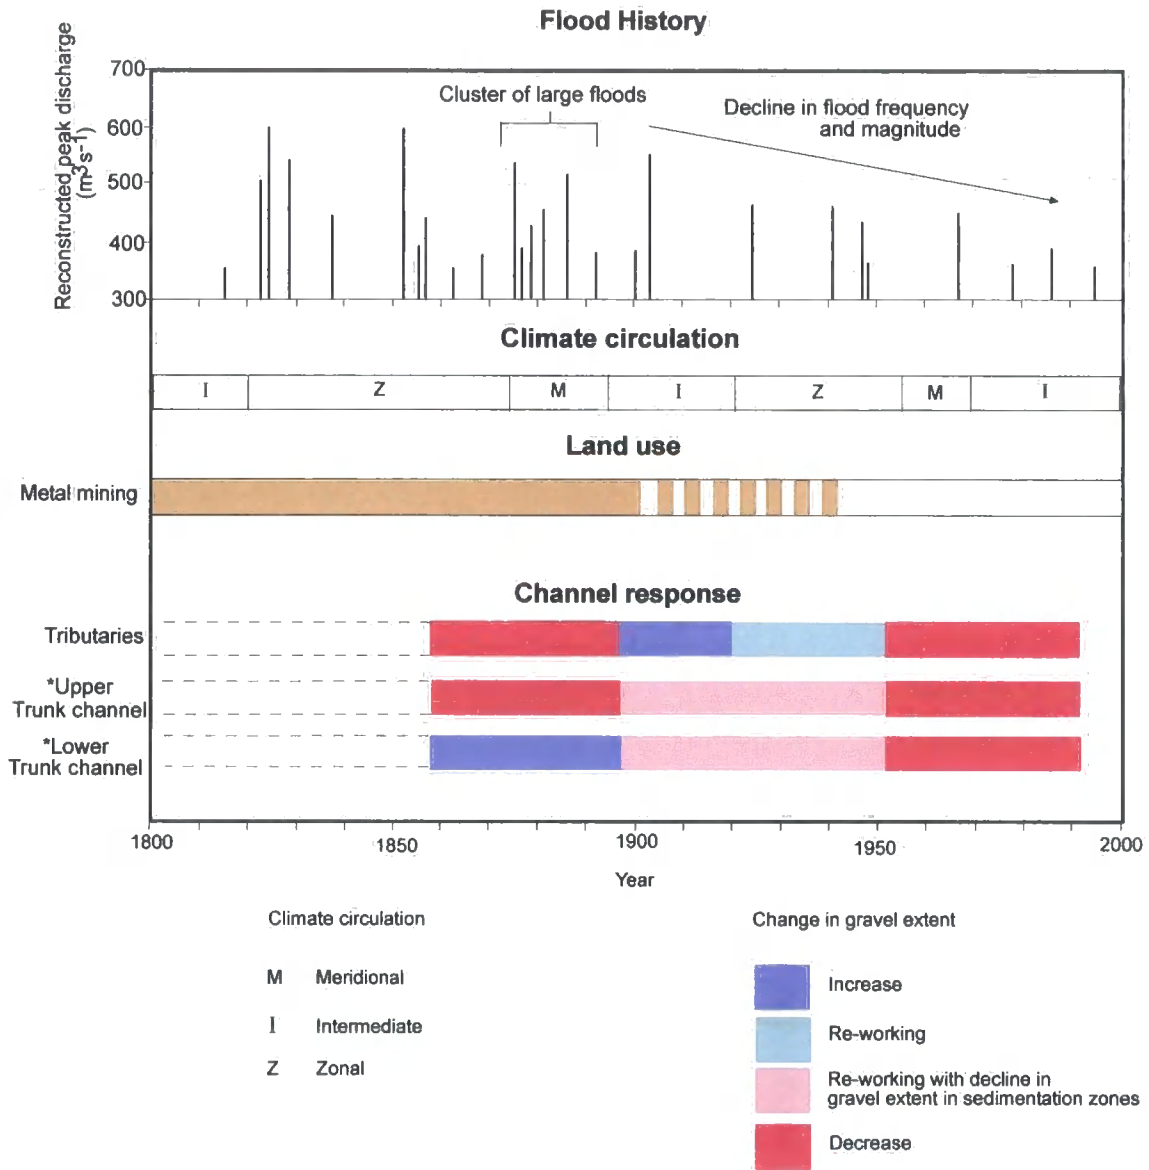 Flood History
Reconstructed peak discharge
(m³s⁻¹)
700
600
500
400
300
Cluster of large floods
Decline in flood frequency
and magnitude
Climate circulation
I
Z
M
I
Z
M
I
Land use
Metal mining
Channel response
Tributaries
*Upper
Trunk channel
*Lower
Trunk channel
1800
1850
1900
1950
2000
Year
Climate circulation
M Meridional
I Intermediate
Z Zonal
Change in gravel extent
Increase
Re-working
Re-working with decline in
gravel extent in sedimentation zones
Decrease